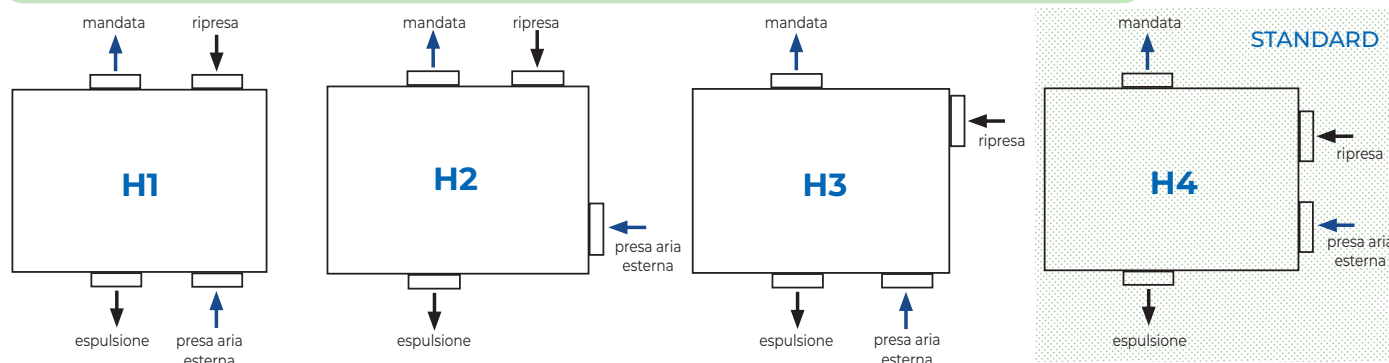 mandata ripresa
H1
espulsione presa aria
esterna
mandata ripresa
H2
presa aria
esterna
espulsione
mandata
H3
ripresa
espulsione presa aria
esterna
STANDARD
mandata
H4
ripresa
presa aria
esterna
espulsione